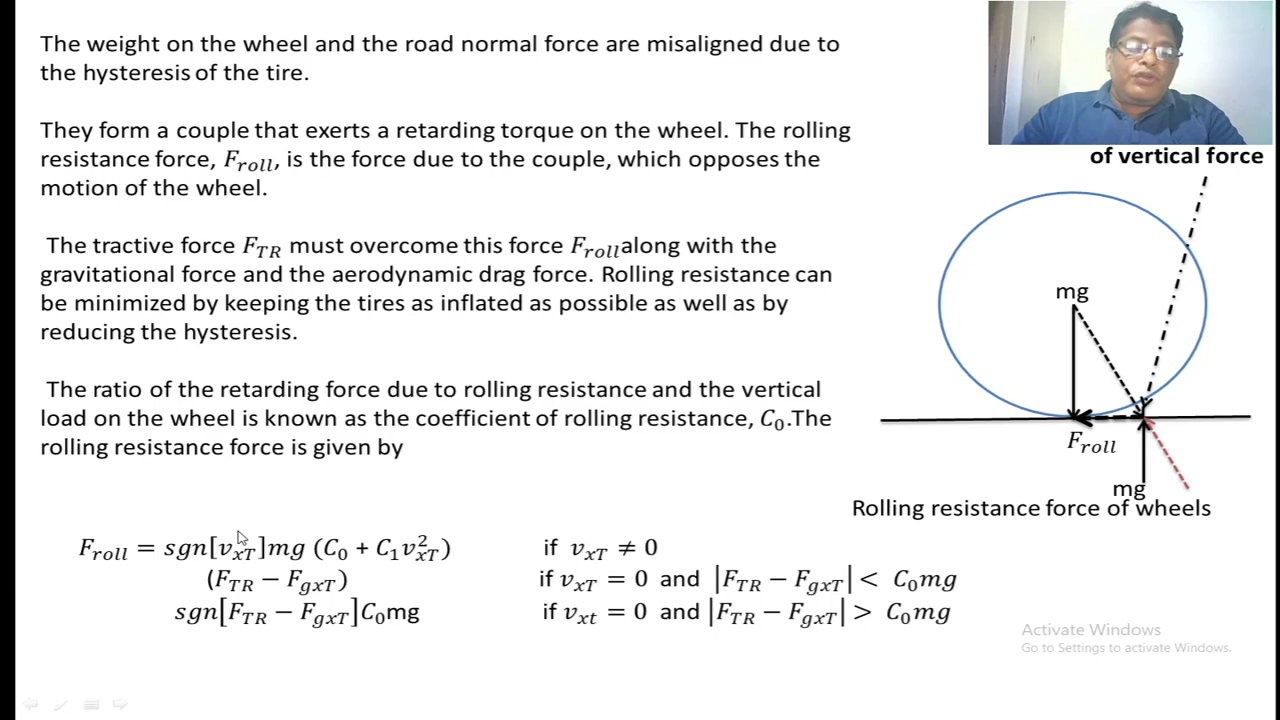 The weight on the wheel and the road normal force are misaligned due to
the hysteresis of the tire.
They form a couple that exerts a retarding torque on the wheel. The rolling
resistance force, F_roll, is the force due to the couple, which opposes the
motion of the wheel.
The tractive force F_TR must overcome this force F_roll along with the
gravitational force and the aerodynamic drag force. Rolling resistance can
be minimized by keeping the tires as inflated as possible as well as by
reducing the hysteresis.
The ratio of the retarding force due to rolling resistance and the vertical
load on the wheel is known as the coefficient of rolling resistance, C_0.The
rolling resistance force is given by
F_roll = sgn[v_xT]mg (C_0 + C_1v_xT^2) if v_xT ≠ 0
(F_TR − F_gxT) if v_xT = 0 and |F_TR − F_gxT| < C_0mg
sgn[F_TR − F_gxT]C_0mg if v_xt = 0 and |F_TR − F_gxT| > C_0mg
of vertical force
mg
F_roll
mg
Rolling resistance force of wheels
Activate Windows
Go to Settings to activate Windows.